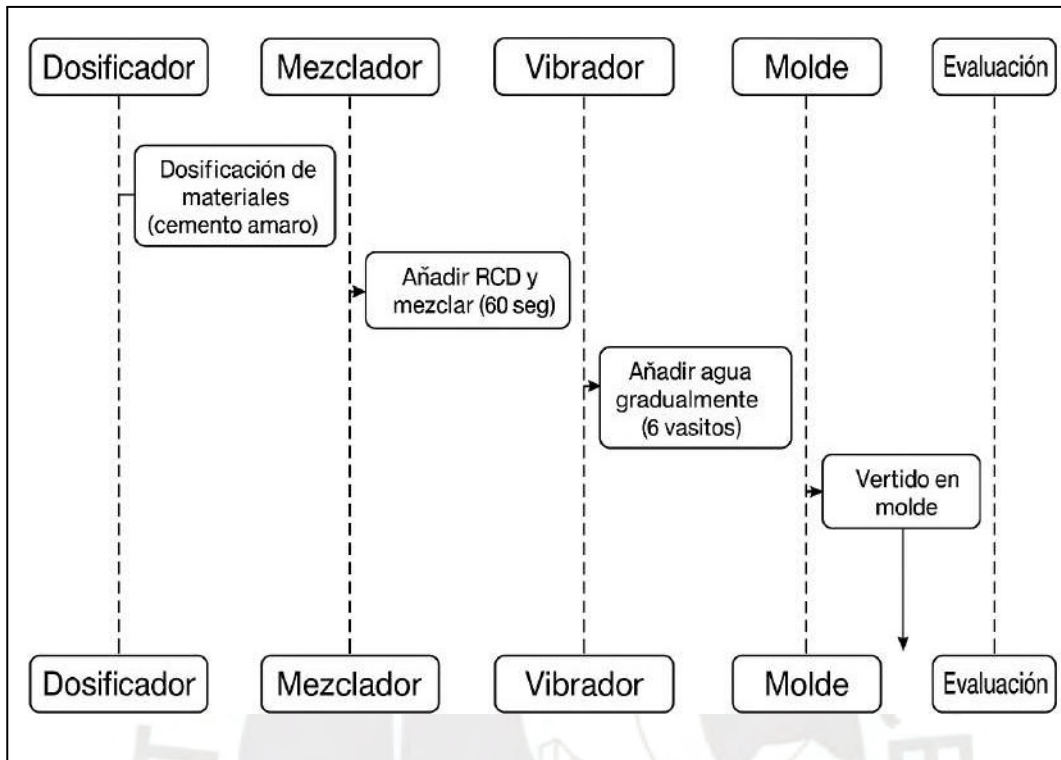 Dosificador
Mezclador
Vibrador
Molde
Evaluación
Dosificación de
materiales
(cemento amaro)
Añadir RCD y
mezclar (60 seg)
Añadir agua
gradualmente
(6 vasitos)
Vertido en
molde
Dosificador
Mezclador
Vibrador
Molde
Evaluación